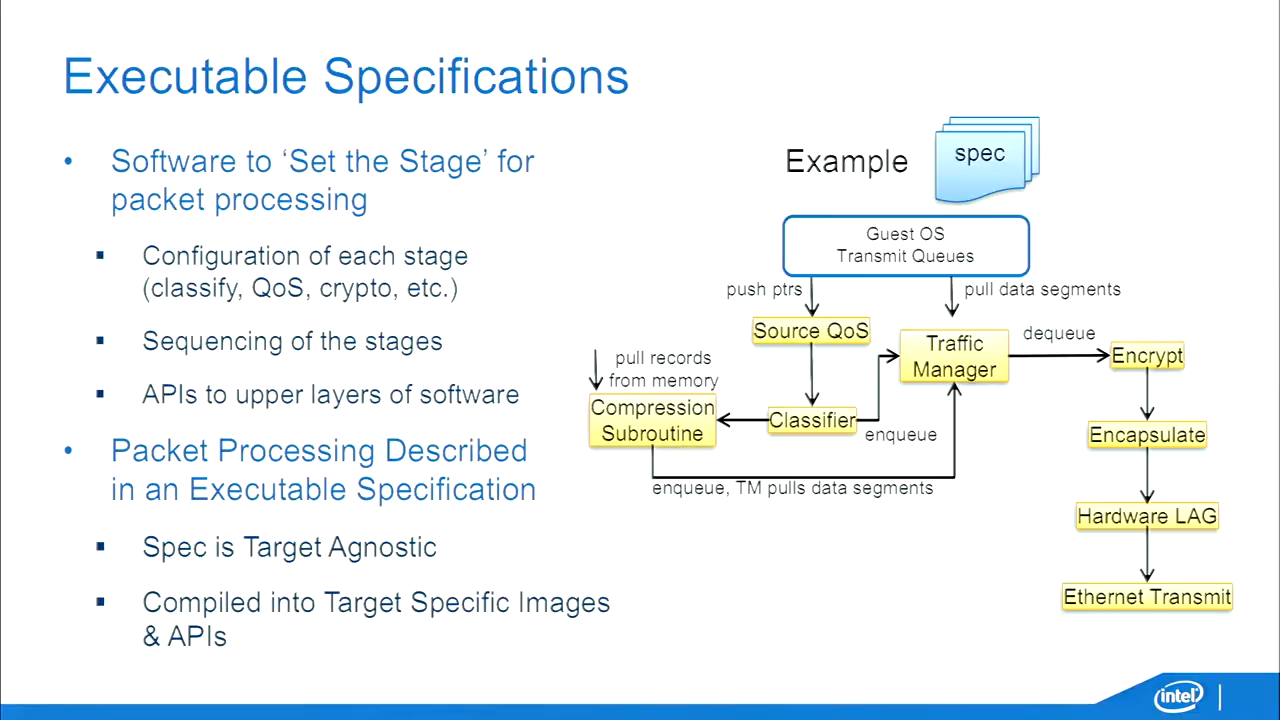 Executable Specifications
• Software to ‘Set the Stage’ for
packet processing
▪ Configuration of each stage
(classify, QoS, crypto, etc.)
▪ Sequencing of the stages
▪ APIs to upper layers of software
• Packet Processing Described
in an Executable Specification
▪ Spec is Target Agnostic
▪ Compiled into Target Specific Images
& APIs
Example
spec
Guest OS
Transmit Queues
push ptrs
pull data segments
Source QoS
Traffic
Manager
dequeue
Encrypt
pull records
from memory
Compression
Subroutine
Classifier
enqueue
Encapsulate
enqueue, TM pulls data segments
Hardware LAG
Ethernet Transmit
intel